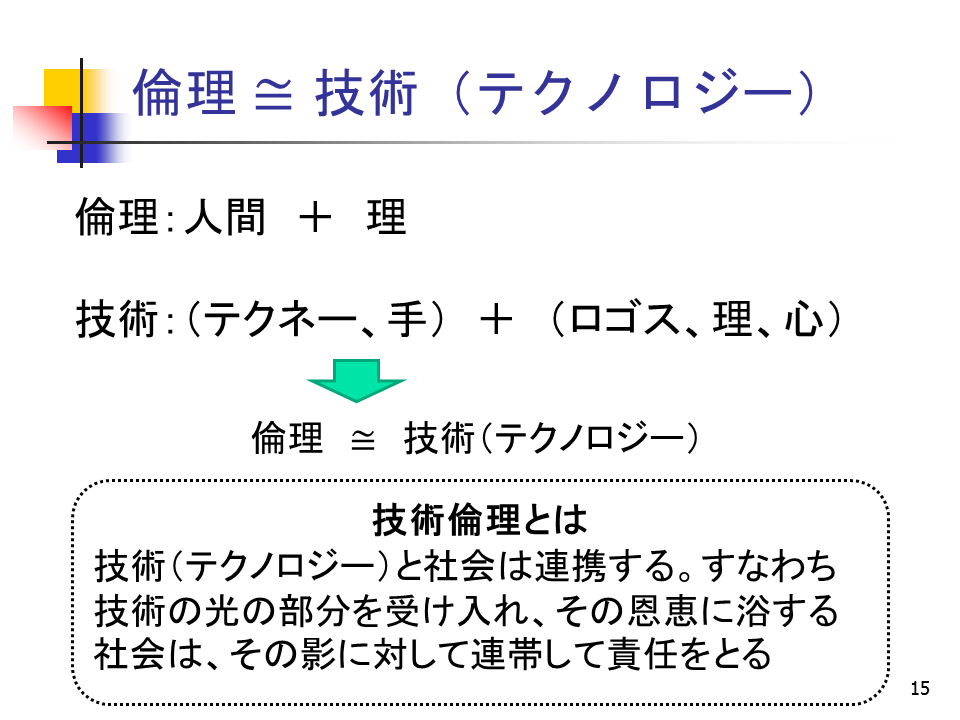 倫理 ≅ 技術（テクノロジー）
倫理：人間　＋　理
技術：（テクネー、手）　＋　（ロゴス、理、心）
倫理　≅　技術（テクノロジー）
技術倫理とは
技術（テクノロジー）と社会は連携する。すなわち
技術の光の部分を受け入れ、その恩恵に浴する
社会は、その影に対して連帯して責任をとる
15